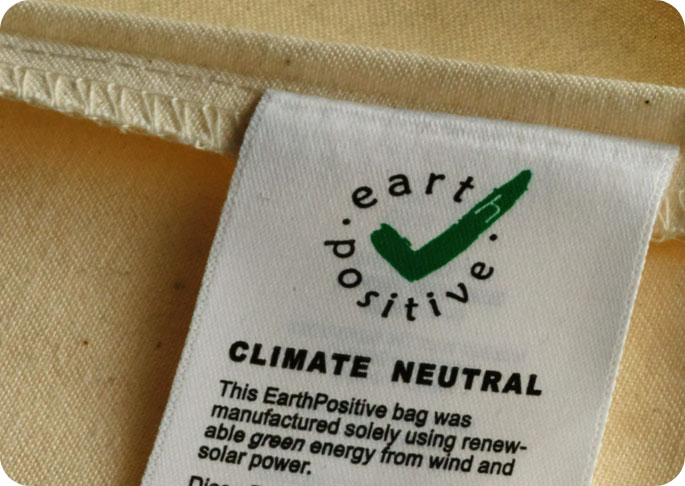 earth
positive
CLIMATE NEUTRAL
This EarthPositive bag was
manufactured solely using renew-
able green energy from wind and
solar power.